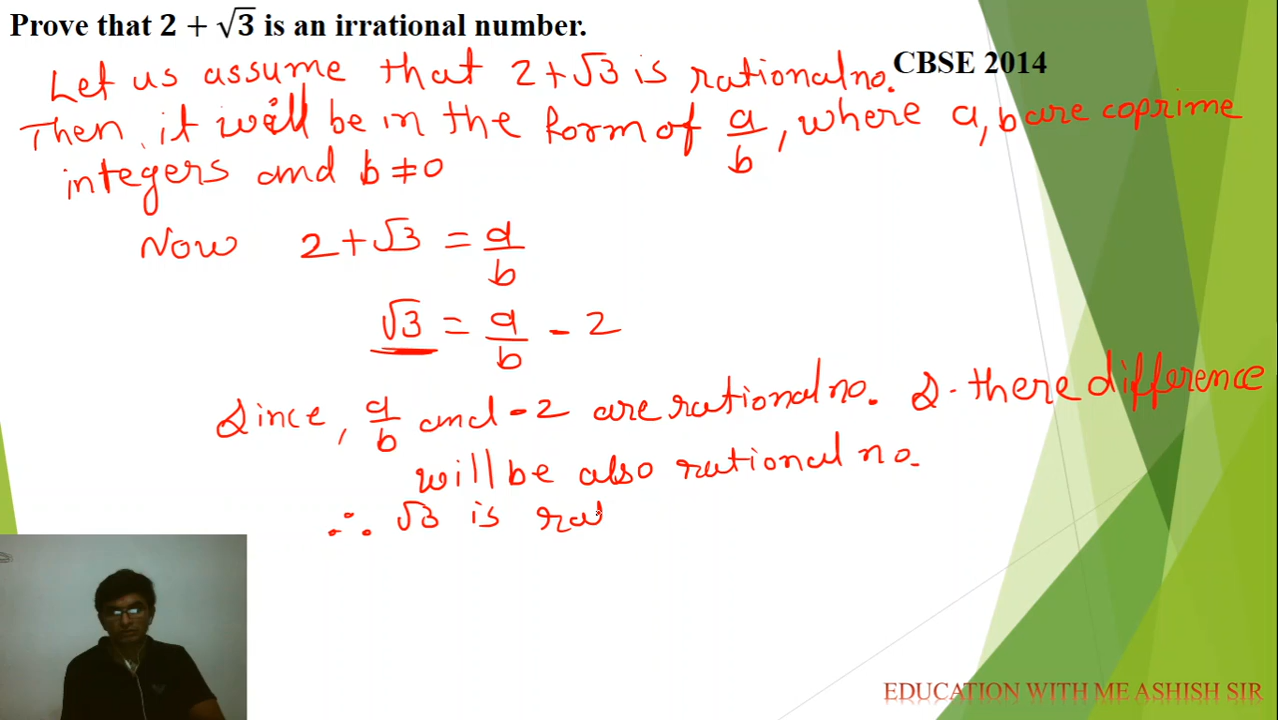 Prove that 2 + √3 is an irrational number.
CBSE 2014
Let us assume that 2+√3 is rational no.
Then, it will be in the form of a/b, where a, b are coprime
integers and b ≠ 0
Now 2+√3 = a/b
√3 = a/b - 2
Since, a/b and -2 are rational no. & there difference
will be also rational no.
∴ √3 is rat
EDUCATION WITH ME ASHISH SIR